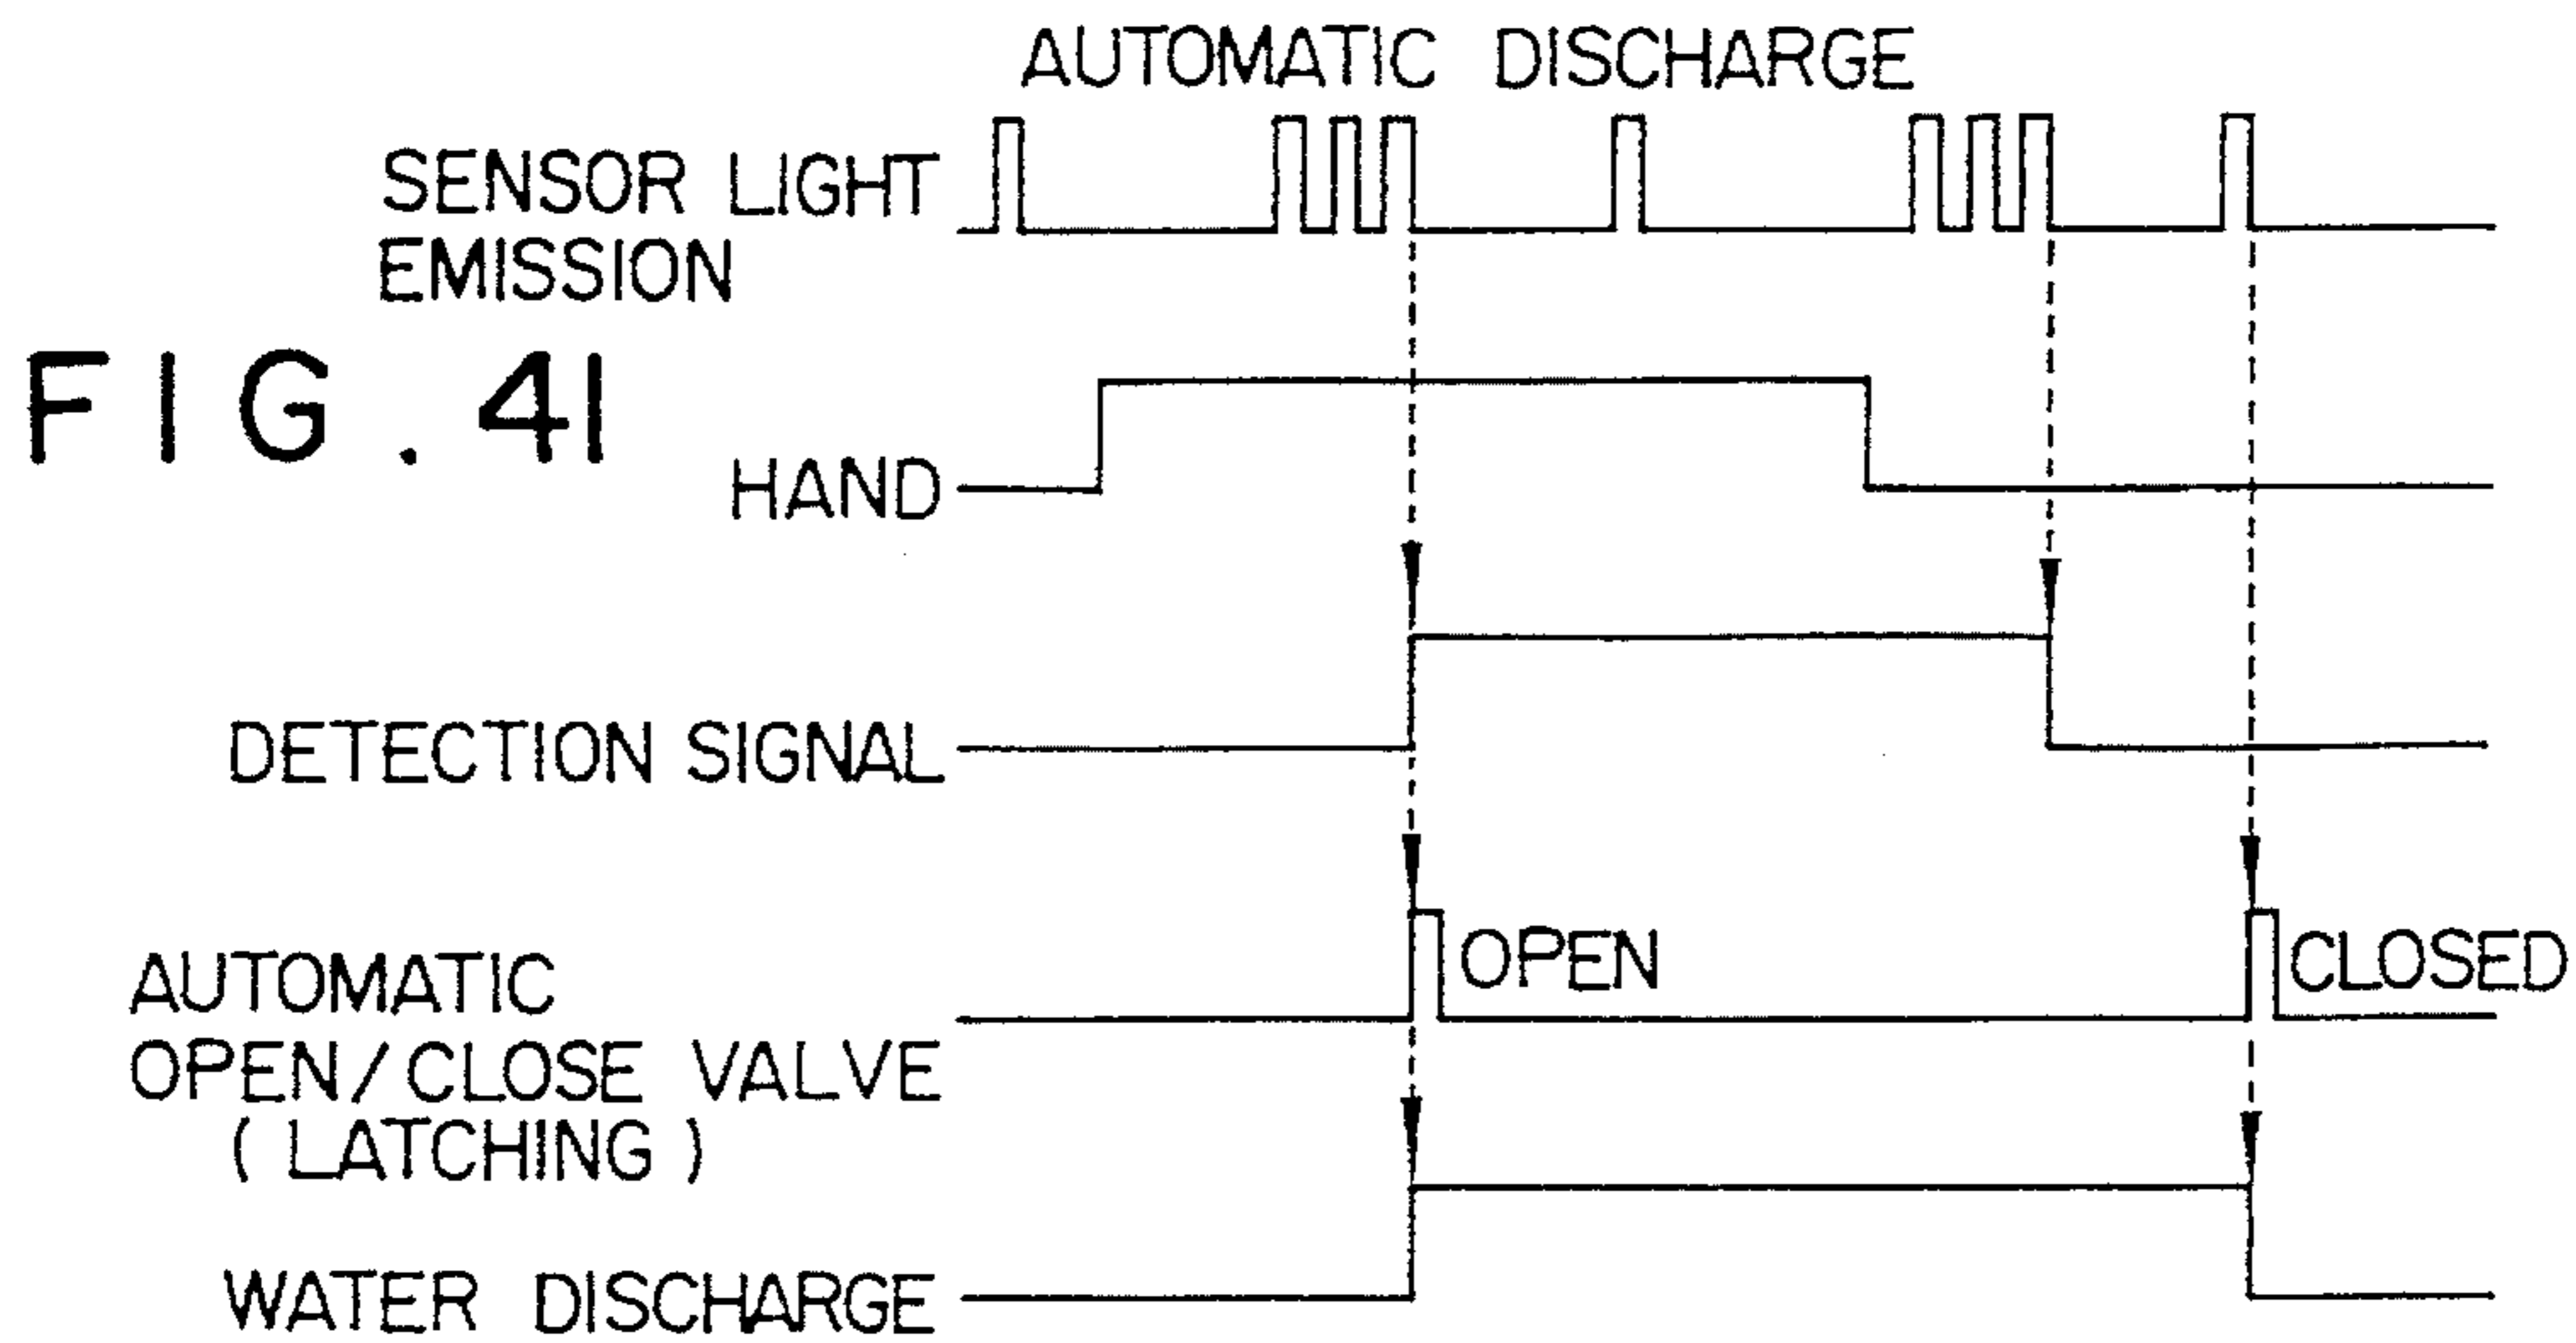 AUTOMATIC DISCHARGE
SENSOR LIGHT
EMISSION
FIG. 41
HAND
DETECTION SIGNAL
OPEN
CLOSED
AUTOMATIC
OPEN/CLOSE VALVE
(LATCHING)
WATER DISCHARGE